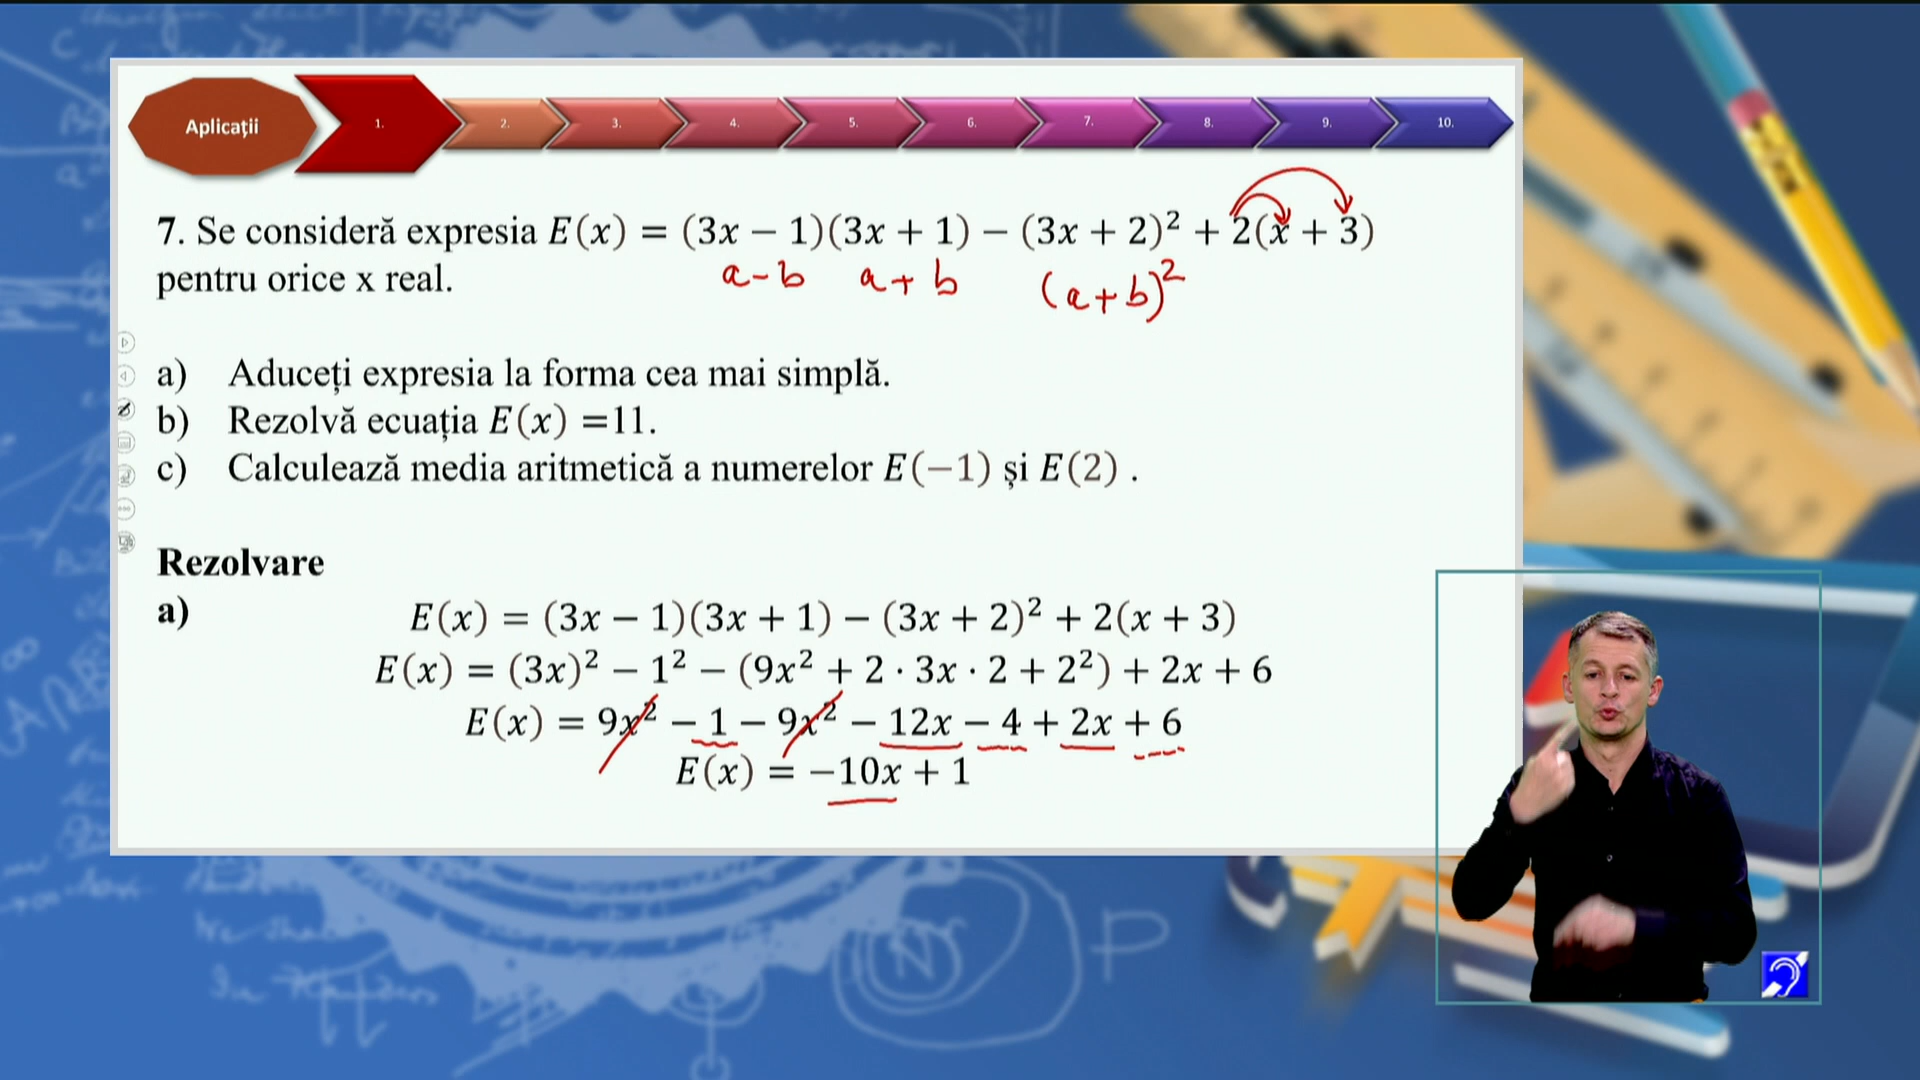 Aplicații
1. 2. 3. 4. 5. 6. 7. 8. 9. 10.
7. Se consideră expresia E(x) = (3x − 1)(3x + 1) − (3x + 2)² + 2(x + 3)
a-b a+b (a+b)²
pentru orice x real.
a) Aduceți expresia la forma cea mai simplă.
b) Rezolvă ecuația E(x) =11.
c) Calculează media aritmetică a numerelor E(−1) și E(2) .
Rezolvare
a) E(x) = (3x − 1)(3x + 1) − (3x + 2)² + 2(x + 3)
E(x) = (3x)² − 1² − (9x² + 2 · 3x · 2 + 2²) + 2x + 6
E(x) = 9x² − 1 − 9x² − 12x − 4 + 2x + 6
E(x) = −10x + 1